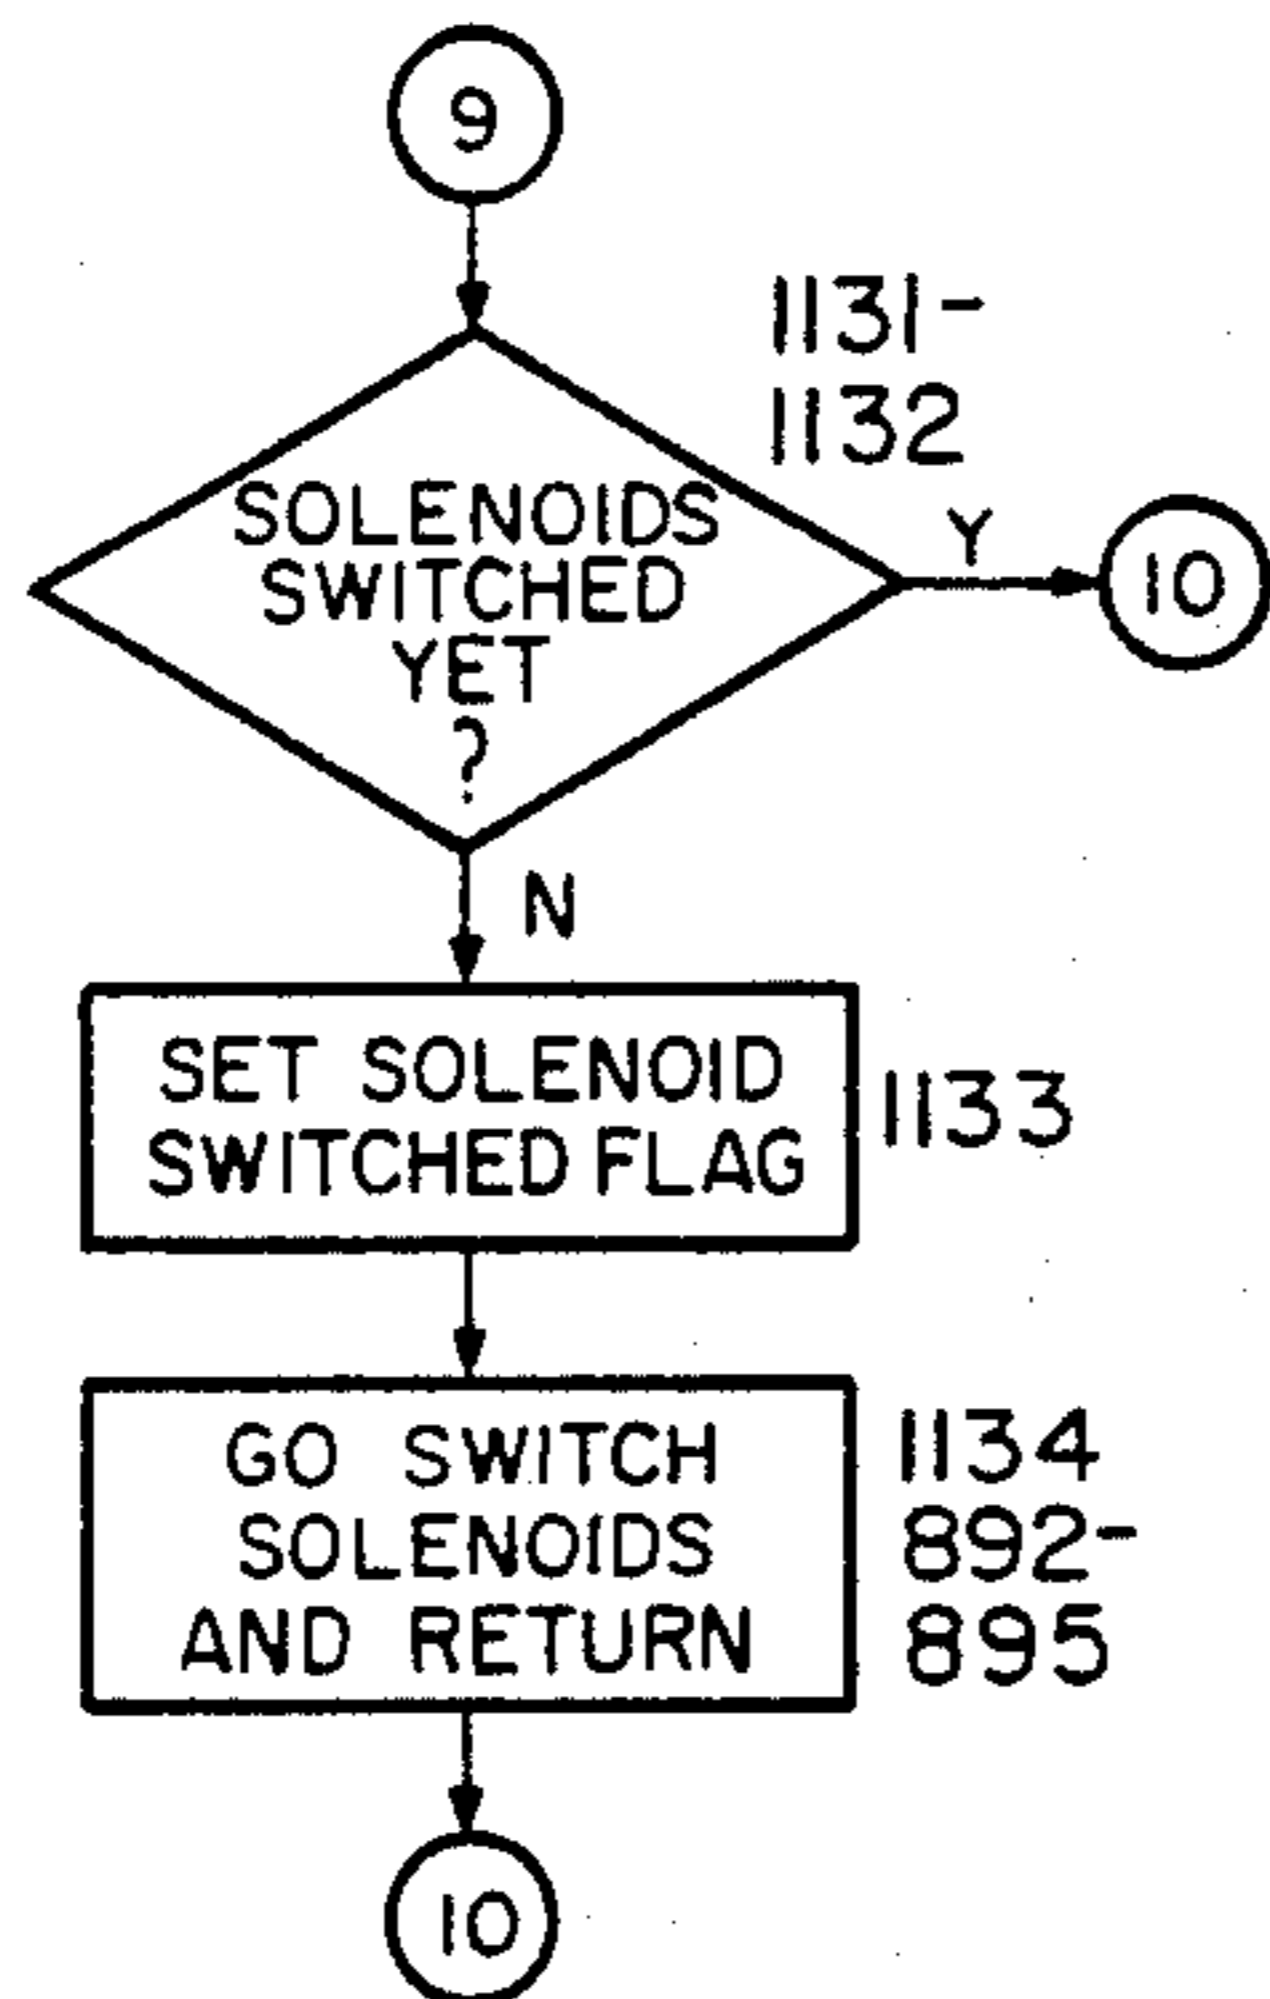 9
1131-
1132
SOLENOIDS
SWITCHED
YET
?
Y
10
N
SET SOLENOID
SWITCHED FLAG
1133
GO SWITCH
SOLENOIDS
AND RETURN
1134
892-
895
10